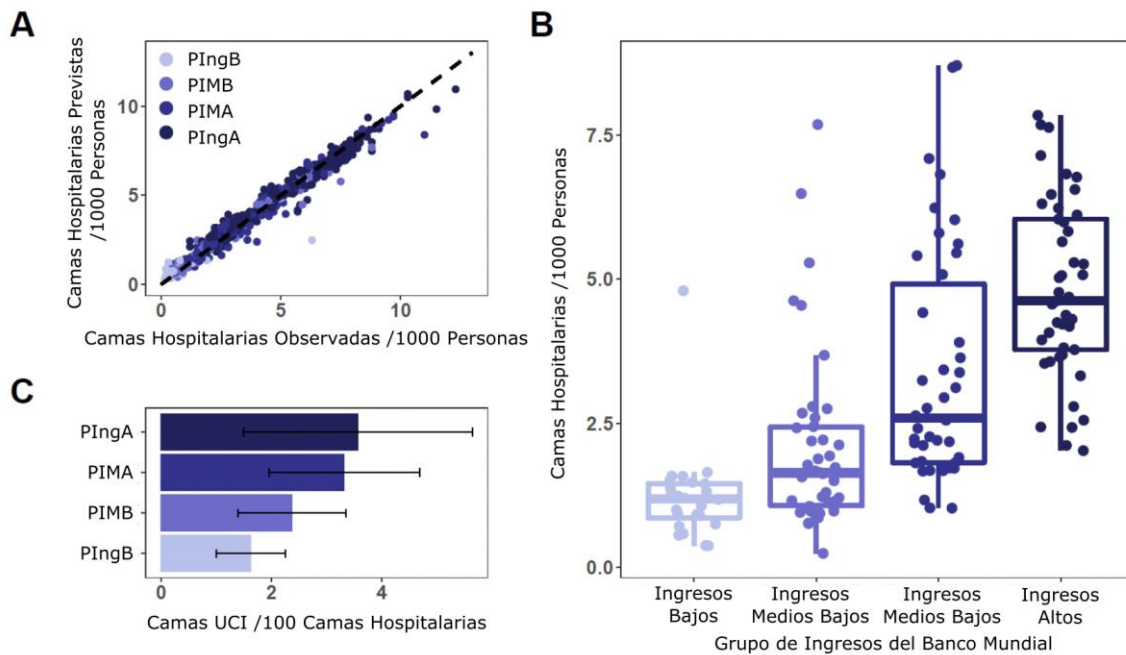 A
PIngB
PIMB
PIMA
PIngA
Camas Hospitalarias Previstas
/1000 Personas
10
5
0
0
5
10
Camas Hospitalarias Observadas /1000 Personas
B
Camas Hospitalarias /1000 Personas
7.5
5.0
2.5
0.0
Ingresos
Bajos
Ingresos
Medios Bajos
Ingresos
Medios Bajos
Ingresos
Altos
Grupo de Ingresos del Banco Mundial
C
PIngA
PIMA
PIMB
PIngB
0
2
4
Camas UCI /100 Camas Hospitalarias